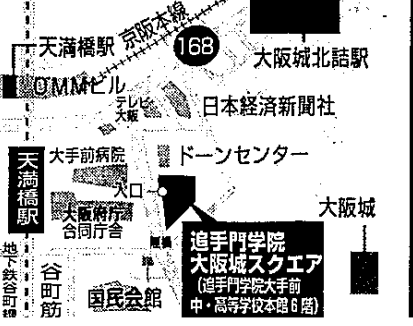 京阪本線
168
天満橋駅
大阪城北詰駅
OMMビル
テレビ
大阪
日本経済新聞社
大手前病院
ドーンセンター
天満橋駅
入口
大阪城
大阪府庁
合同庁舎
追手門学院
大阪城スクエア
(追手門学院大手前
中・高等学校本館6階)
地下鉄谷町線
谷町筋
国民会館